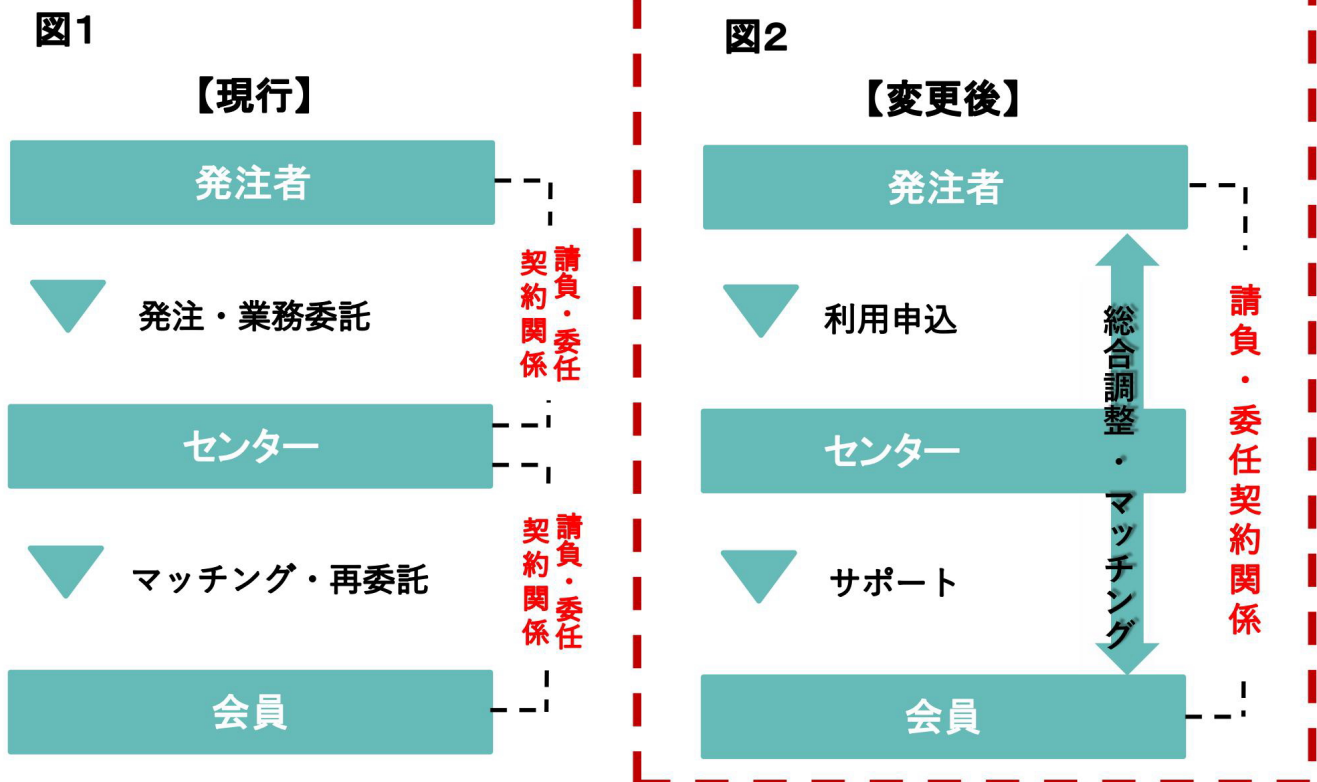 図1
【現行】
発注者
発注・業務委託
請負・委任
契約関係
センター
マッチング・再委託
請負・委任
契約関係
会員
図2
【変更後】
発注者
利用申込
総合調整・マッチング
請負・委任契約関係
センター
サポート
会員